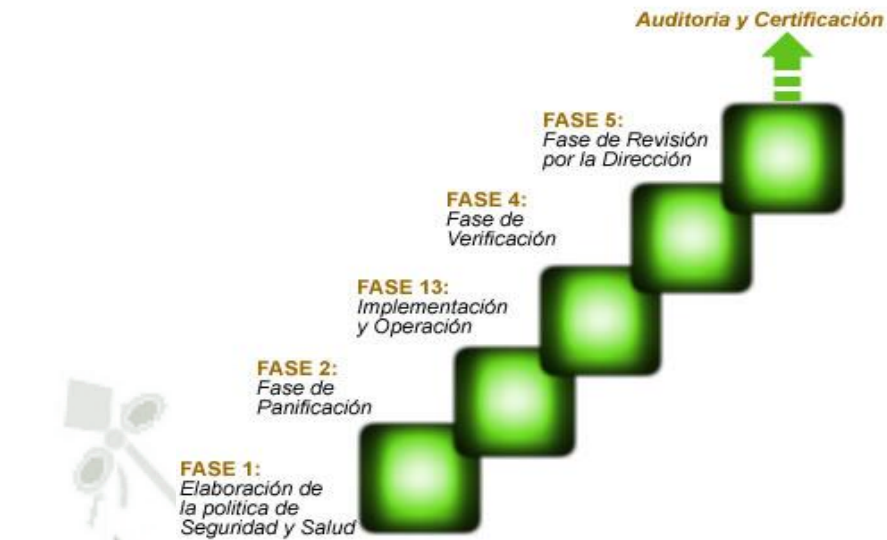 Auditoria y Certificación
FASE 5:
Fase de Revisión
por la Dirección
FASE 4:
Fase de
Verificación
FASE 13:
Implementación
y Operación
FASE 2:
Fase de
Panificación
FASE 1:
Elaboración de
la politica de
Seguridad y Salud